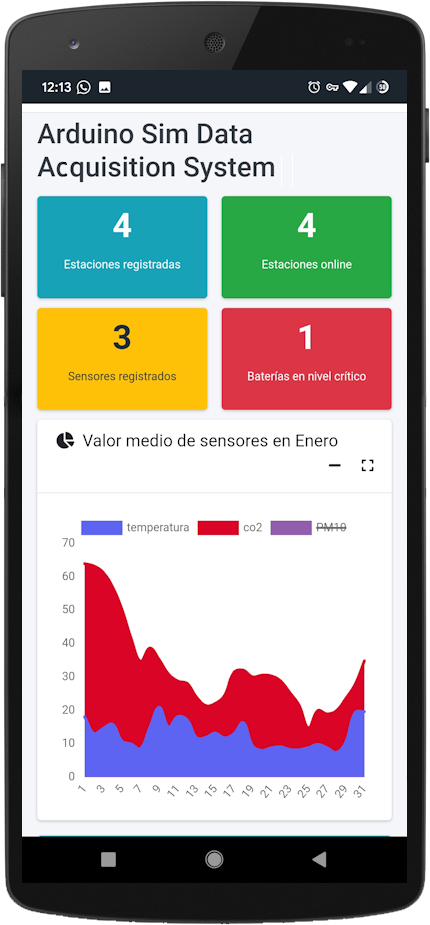 12:13
58
Arduino Sim Data
Acquisition System
4
Estaciones registradas
4
Estaciones online
3
Sensores registrados
1
Baterías en nivel crítico
Valor medio de sensores en Enero
temperatura co2 PM10
70
60
50
40
30
20
10
0
1 3 5 7 9 11 13 15 17 19 21 23 25 27 29 31